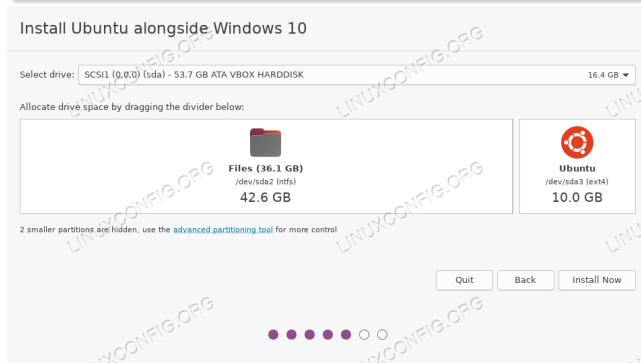 Install Ubuntu alongside Windows 10
Select drive: SCSI1 (0,0,0) (sda) - 53.7 GB ATA VBOX HARDDISK 16.4 GB
Allocate drive space by dragging the divider below:
Files (36.1 GB)
/dev/sda2 (ntfs)
42.6 GB
Ubuntu
/dev/sda3 (ext4)
10.0 GB
2 smaller partitions are hidden, use the advanced partitioning tool for more control
Quit Back Install Now
LINUXCONFIG.ORG